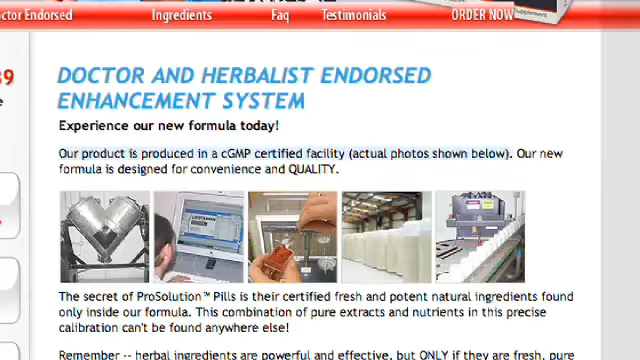 ctor Endorsed Ingredients Faq Testimonials ORDER NOW
Supplement
DOCTOR AND HERBALIST ENDORSED
ENHANCEMENT SYSTEM
Experience our new formula today!
Our product is produced in a cGMP certified facility (actual photos shown below). Our new
formula is designed for convenience and QUALITY.
The secret of ProSolution™ Pills is their certified fresh and potent natural ingredients found
only inside our formula. This combination of pure extracts and nutrients in this precise
calibration can't be found anywhere else!
Remember -- herbal ingredients are powerful and effective, but ONLY if they are fresh, pure